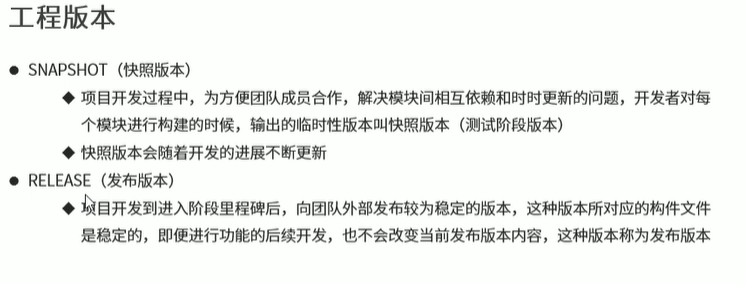 工程版本
● SNAPSHOT（快照版本）
◆ 项目开发过程中，为方便团队成员合作，解决模块间相互依赖和时时更新的问题，开发者对每
个模块进行构建的时候，输出的临时性版本叫快照版本（测试阶段版本）
◆ 快照版本会随着开发的进展不断更新
● RELEASE（发布版本）
◆ 项目开发到进入阶段里程碑后，向团队外部发布较为稳定的版本，这种版本所对应的构件文件
是稳定的，即便进行功能的后续开发，也不会改变当前发布版本内容，这种版本称为发布版本